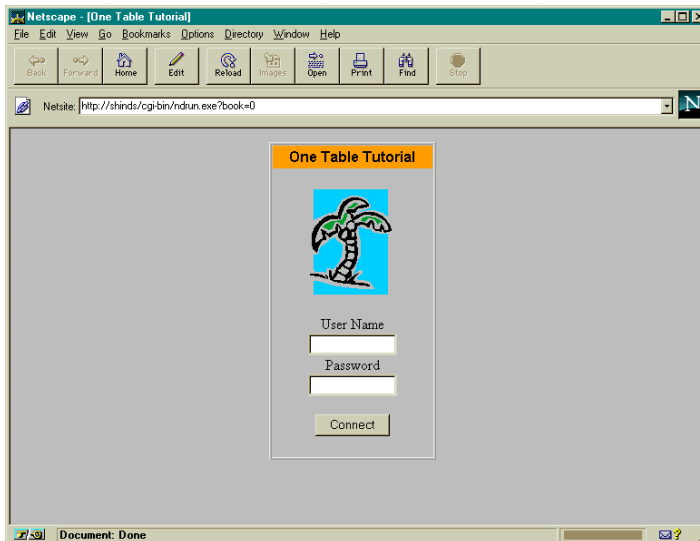 Netscape - [One Table Tutorial]
File Edit View Go Bookmarks Options Directory Window Help
Back Forward Home Edit Reload Images Open Print Find Stop
Netsite: http://shinds/cgi-bin/ndrun.exe?book=0
N
One Table Tutorial
User Name
Password
Connect
Document: Done